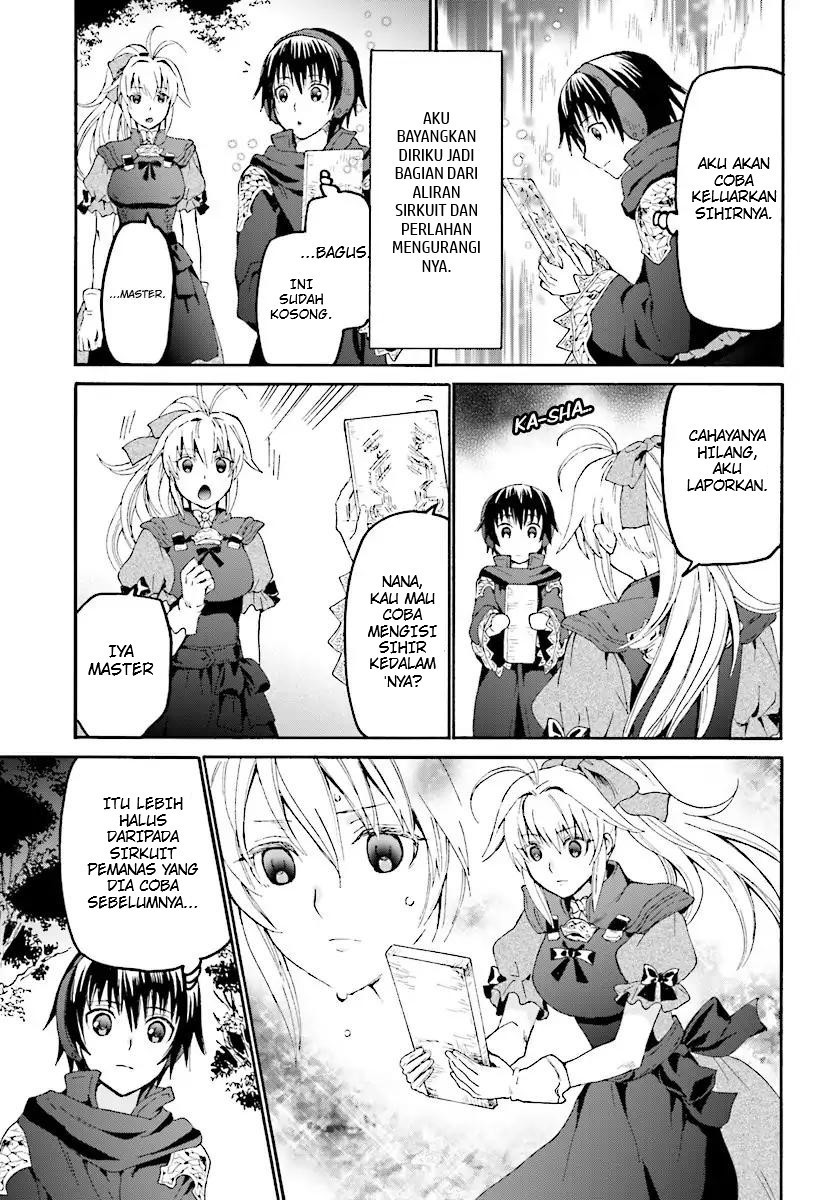 AKU AKAN
COBA
KELUARKAN
SIHIRNYA.
AKU
BAYANGKAN
DIRIKU JADI
BAGIAN DARI
ALIRAN
SIRKUIT DAN
PERLAHAN
MENGURANGI
NYA.
...BAGUS.
INI
SUDAH
KOSONG.
...MASTER.
CAHAYANYA
HILANG, AKU
LAPORKAN.
KA-SHA..
NANA,
KAU MAU
COBA
MENGISI
SIHIR
KEDALAM
'NYA?
IYA
MASTER
ITU LEBIH
HALUS
DARIPADA
SIRKUIT
PEMANAS YANG
DIA COBA
SEBELUMNYA...